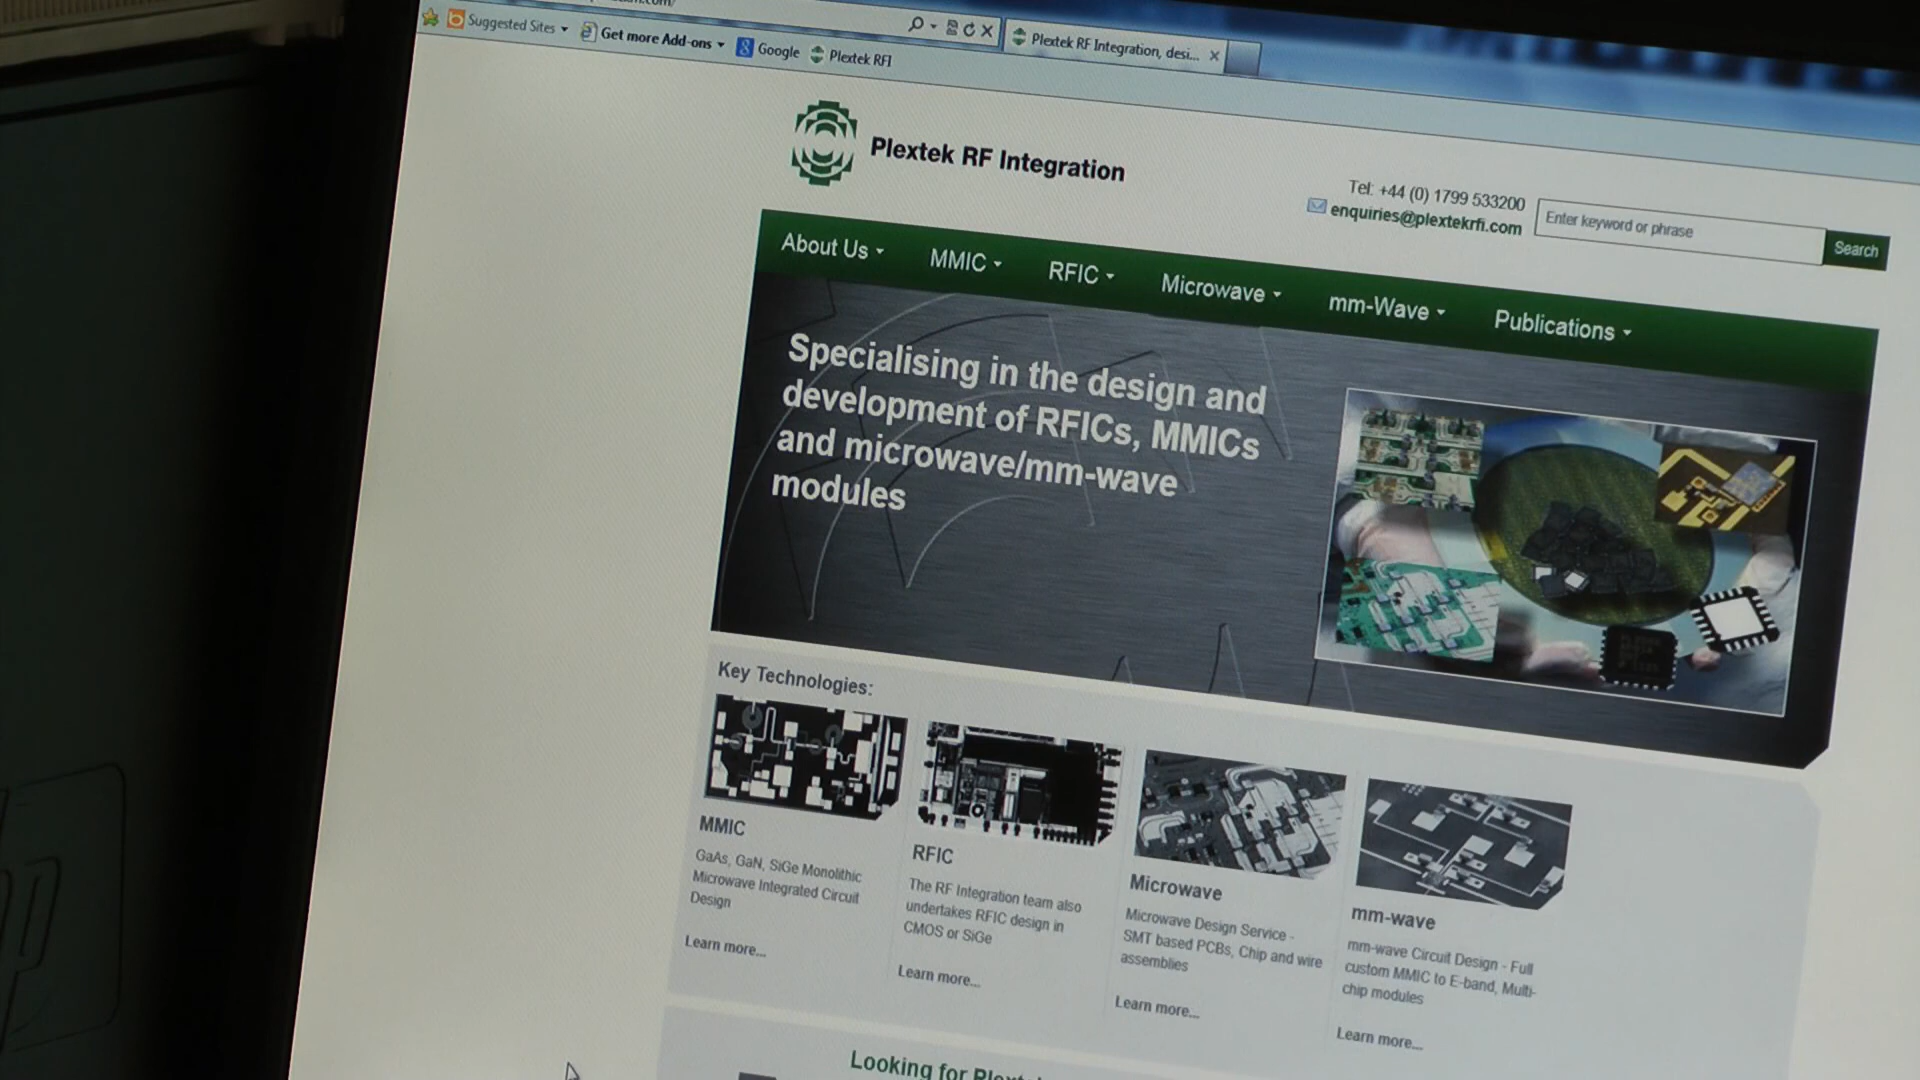 Suggested Sites
Get more Add-ons
Google
Plextek RFI
Plextek RF Integration, desi...
Plextek RF Integration
Tel: +44 (0) 1799 533200
enquiries@plextekrfi.com
Enter keyword or phrase
Search
About Us
MMIC
RFIC
Microwave
mm-Wave
Publications
Specialising in the design and
development of RFICs, MMICs
and microwave/mm-wave
modules
Key Technologies:
MMIC
GaAs, GaN, SiGe Monolithic
Microwave Integrated Circuit
Design
Learn more...
RFIC
The RF Integration team also
undertakes RFIC design in
CMOS or SiGe
Learn more...
Microwave
Microwave Design Service -
SMT based PCBs, Chip and wire
assemblies
Learn more...
mm-wave
mm-wave Circuit Design - Full
custom MMIC to E-band, Multi-
chip modules
Learn more...
Looking for